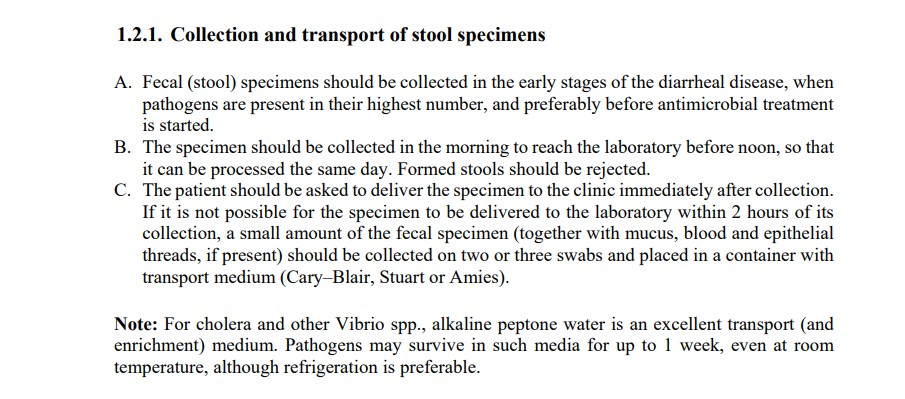 1.2.1. Collection and transport of stool specimens
A. Fecal (stool) specimens should be collected in the early stages of the diarrheal disease, when
pathogens are present in their highest number, and preferably before antimicrobial treatment
is started.
B. The specimen should be collected in the morning to reach the laboratory before noon, so that
it can be processed the same day. Formed stools should be rejected.
C. The patient should be asked to deliver the specimen to the clinic immediately after collection.
If it is not possible for the specimen to be delivered to the laboratory within 2 hours of its
collection, a small amount of the fecal specimen (together with mucus, blood and epithelial
threads, if present) should be collected on two or three swabs and placed in a container with
transport medium (Cary–Blair, Stuart or Amies).
Note: For cholera and other Vibrio spp., alkaline peptone water is an excellent transport (and
enrichment) medium. Pathogens may survive in such media for up to 1 week, even at room
temperature, although refrigeration is preferable.